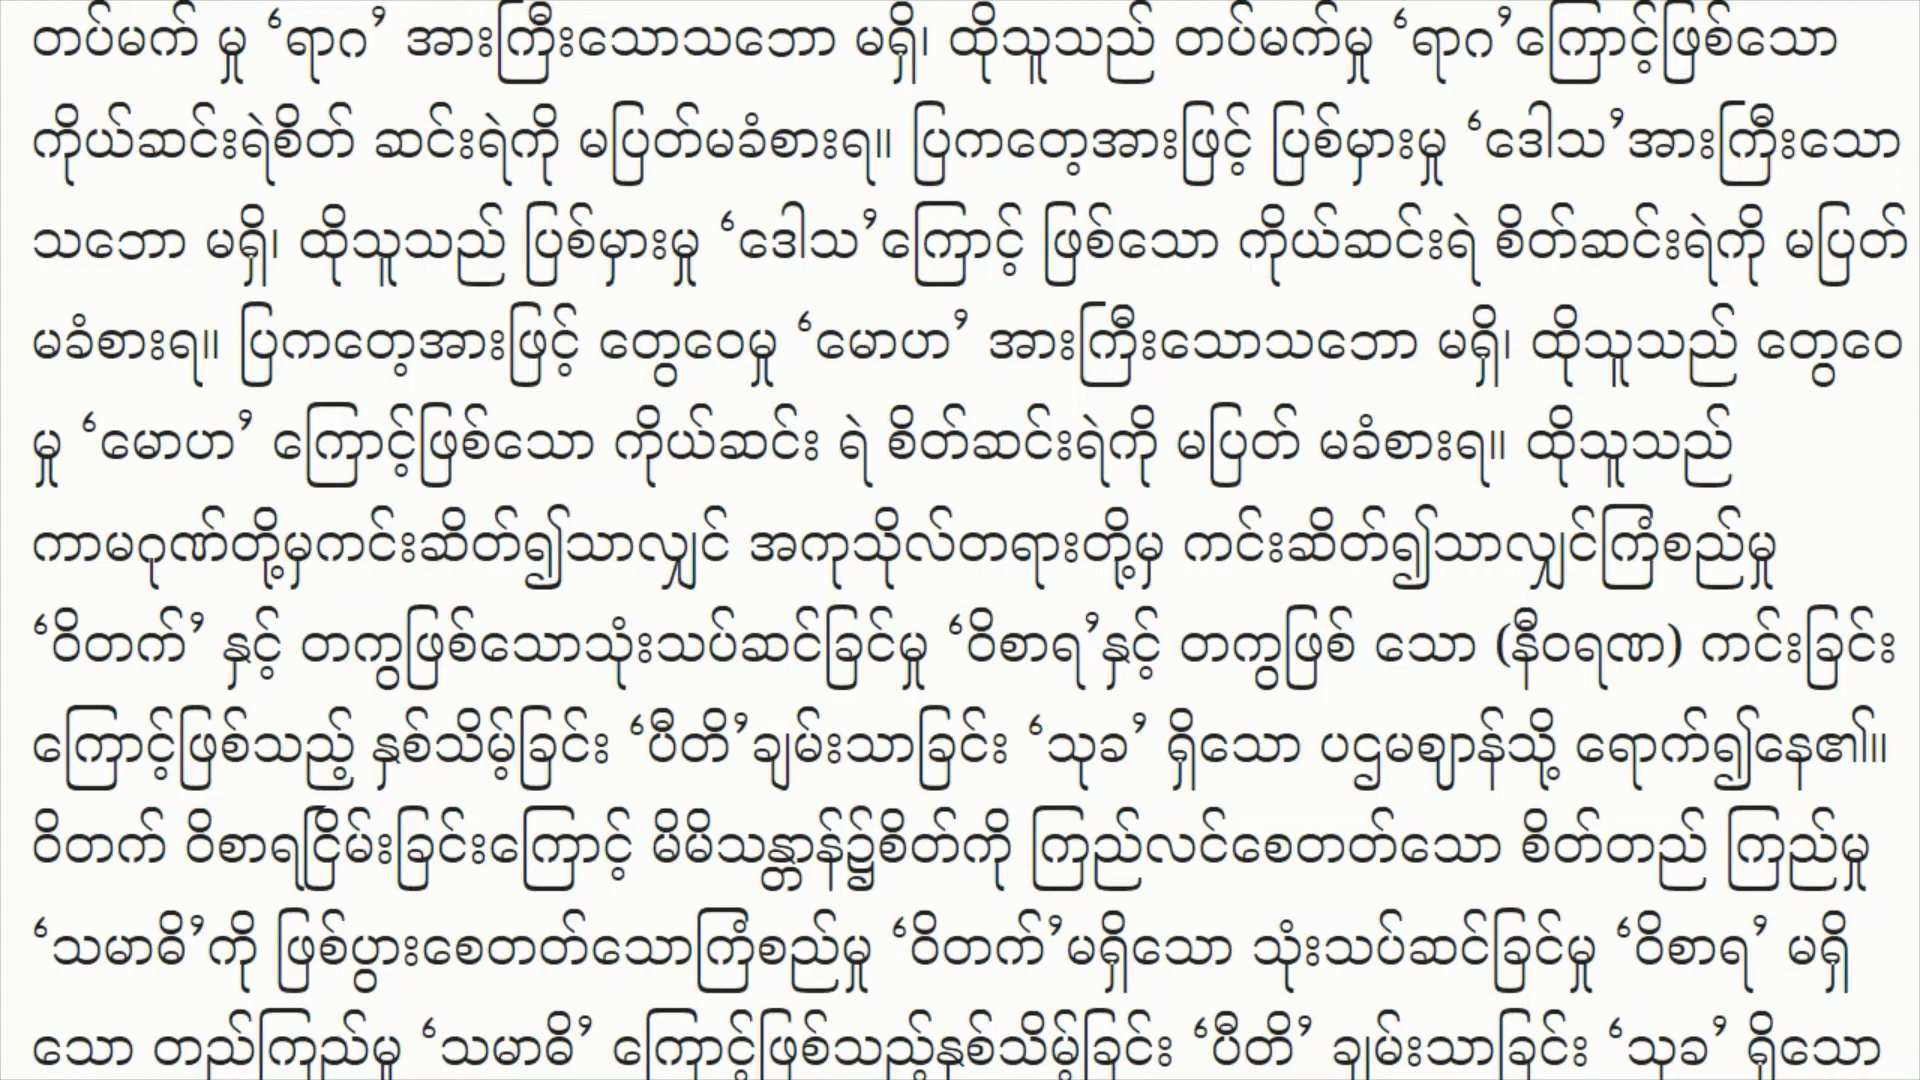 တပ်မက် မှု ‘ရာဂ’ အားကြီးသောသဘော မရှိ၊ ထိုသူသည် တပ်မက်မှု ‘ရာဂ’ကြောင့်ဖြစ်သော
ကိုယ်ဆင်းရဲစိတ် ဆင်းရဲကို မပြတ်မခံစားရ။ ပြကတေ့အားဖြင့် ပြစ်မှားမှု ‘ဒေါသ’အားကြီးသော
သဘော မရှိ၊ ထိုသူသည် ပြစ်မှားမှု ‘ဒေါသ’ကြောင့် ဖြစ်သော ကိုယ်ဆင်းရဲ စိတ်ဆင်းရဲကို မပြတ်
မခံစားရ။ ပြကတေ့အားဖြင့် တွေဝေမှု ‘မောဟ’ အားကြီးသောသဘော မရှိ၊ ထိုသူသည် တွေဝေ
မှု ‘မောဟ’ ကြောင့်ဖြစ်သော ကိုယ်ဆင်း ရဲ စိတ်ဆင်းရဲကို မပြတ် မခံစားရ။ ထိုသူသည်
ကာမဂုဏ်တို့မှကင်းဆိတ်၍သာလျှင် အကုသိုလ်တရားတို့မှ ကင်းဆိတ်၍သာလျှင်ကြံစည်မှု
‘ဝိတက်’ နှင့် တကွဖြစ်သောသုံးသပ်ဆင်ခြင်မှု ‘ဝိစာရ’နှင့် တကွဖြစ် သော (နီဝရဏ) ကင်းခြင်း
ကြောင့်ဖြစ်သည့် နှစ်သိမ့်ခြင်း ‘ပီတိ’ချမ်းသာခြင်း ‘သုခ’ ရှိသော ပဌမဈာန်သို့ ရောက်၍နေ၏။
ဝိတက် ဝိစာရငြိမ်းခြင်းကြောင့် မိမိသန္တာန်၌စိတ်ကို ကြည်လင်စေတတ်သော စိတ်တည် ကြည်မှု
‘သမာဓိ’ကို ဖြစ်ပွားစေတတ်သောကြံစည်မှု ‘ဝိတက်’မရှိသော သုံးသပ်ဆင်ခြင်မှု ‘ဝိစာရ’ မရှိ
သော တည်ကြည်မှု ‘သမာဓိ’ ကြောင့်ဖြစ်သည့်နှစ်သိမ့်ခြင်း ‘ပီတိ’ ချမ်းသာခြင်း ‘သုခ’ ရှိသော